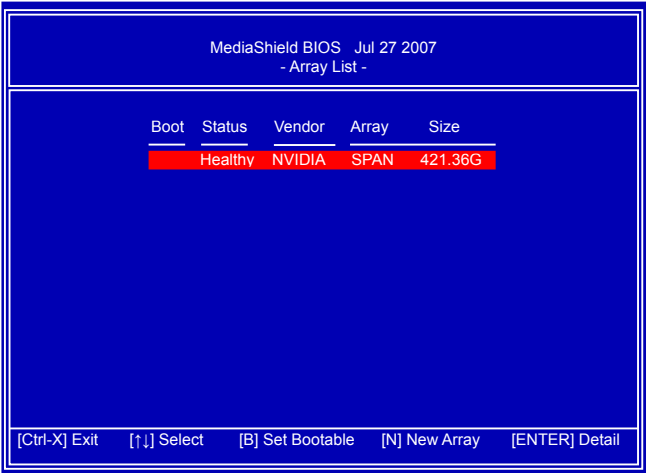 MediaShield BIOS Jul 27 2007
- Array List -
Boot Status Vendor Array Size
Healthy NVIDIA SPAN 421.36G
[Ctrl-X] Exit [↑↓] Select [B] Set Bootable [N] New Array [ENTER] Detail